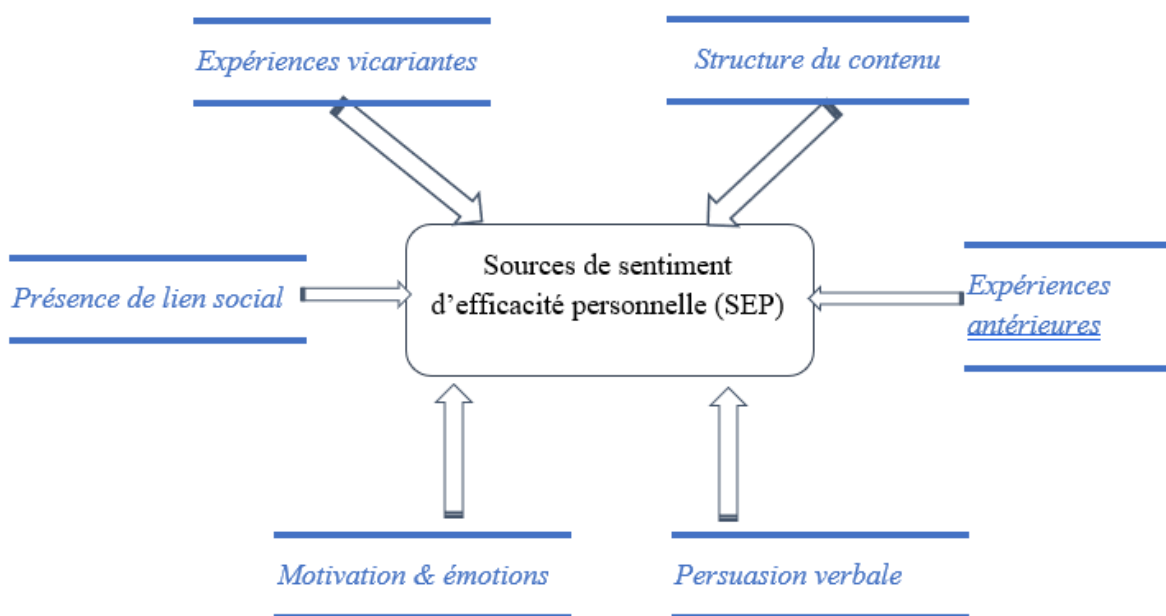 Expériences vicariantes
Structure du contenu
Sources de sentiment
d’efficacité personnelle (SEP)
Présence de lien social
Expériences
antérieures
Motivation & émotions
Persuasion verbale